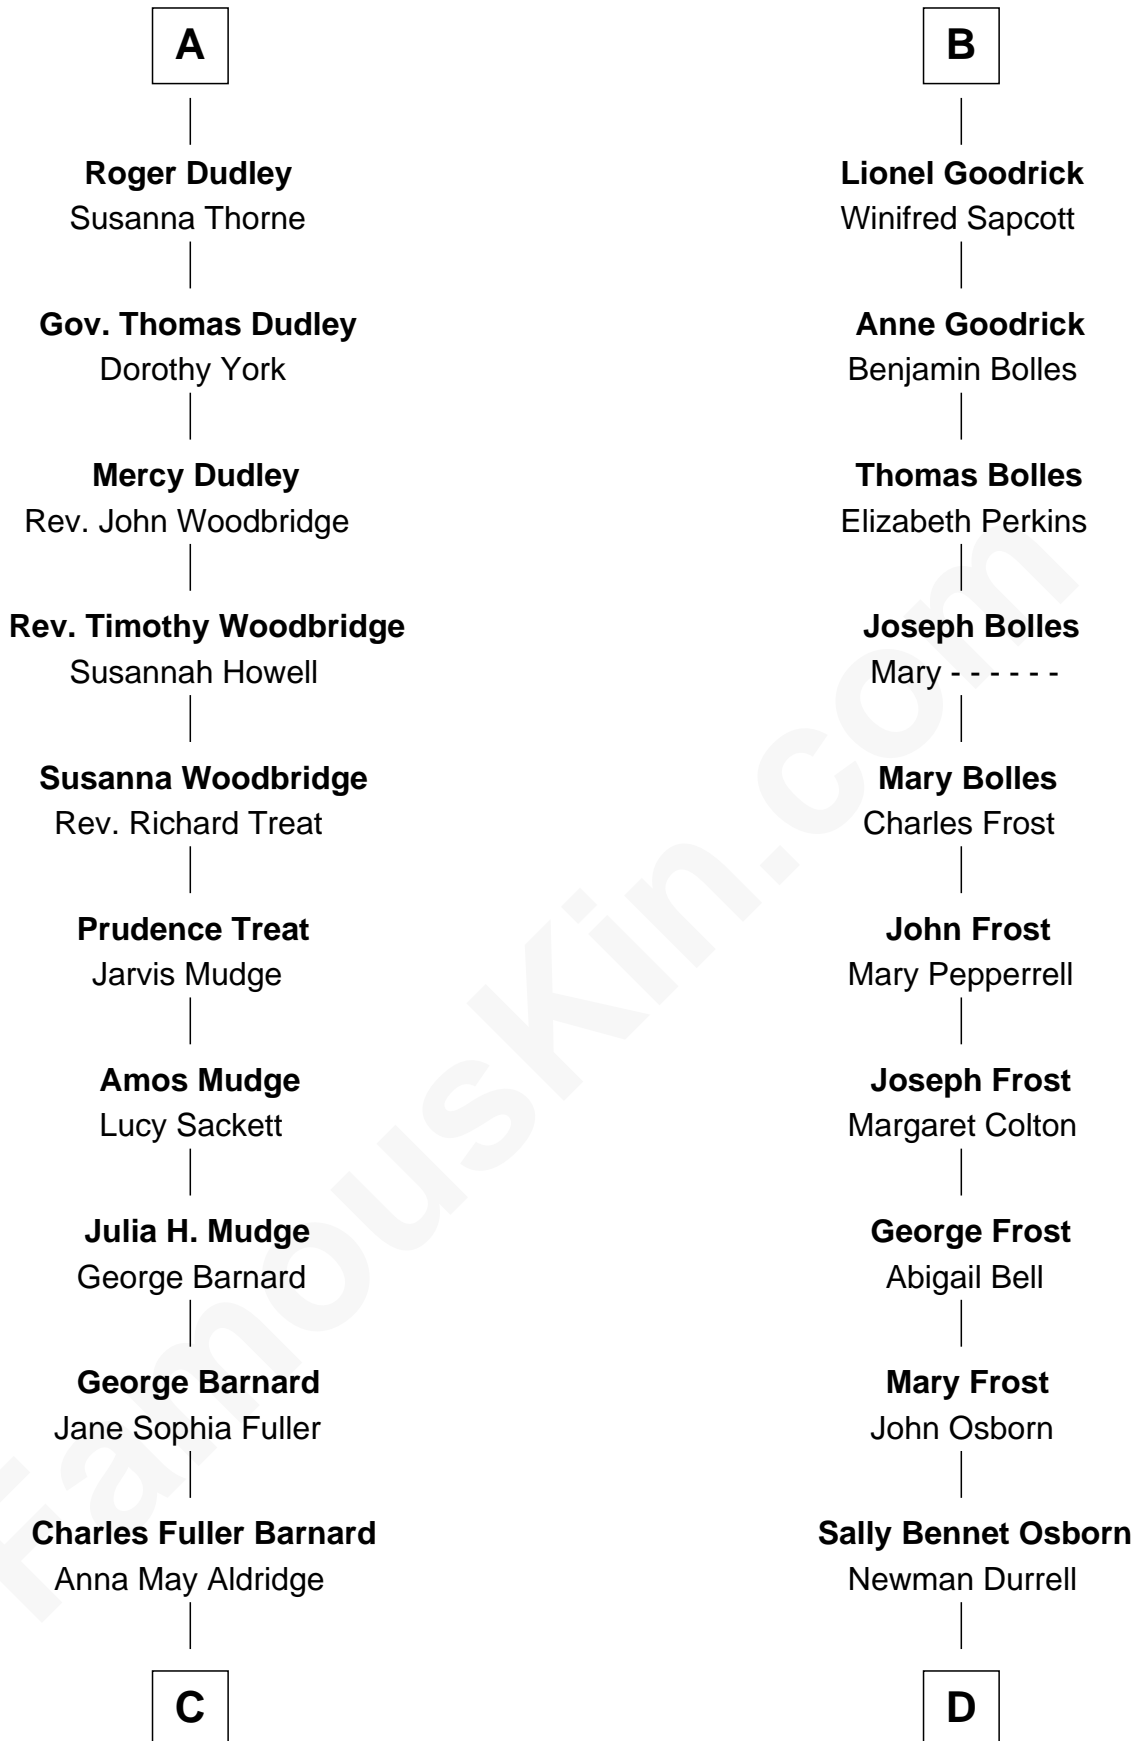 A
Roger Dudley
Susanna Thorne
Gov. Thomas Dudley
Dorothy York
Mercy Dudley
Rev. John Woodbridge
Rev. Timothy Woodbridge
Susannah Howell
Susanna Woodbridge
Rev. Richard Treat
Prudence Treat
Jarvis Mudge
Amos Mudge
Lucy Sackett
Julia H. Mudge
George Barnard
George Barnard
Jane Sophia Fuller
Charles Fuller Barnard
Anna May Aldridge
C
B
Lionel Goodrick
Winifred Sapcott
Anne Goodrick
Benjamin Bolles
Thomas Bolles
Elizabeth Perkins
Joseph Bolles
Mary - - - - - -
Mary Bolles
Charles Frost
John Frost
Mary Pepperrell
Joseph Frost
Margaret Colton
George Frost
Abigail Bell
Mary Frost
John Osborn
Sally Bennet Osborn
Newman Durrell
D
FamousKin.com